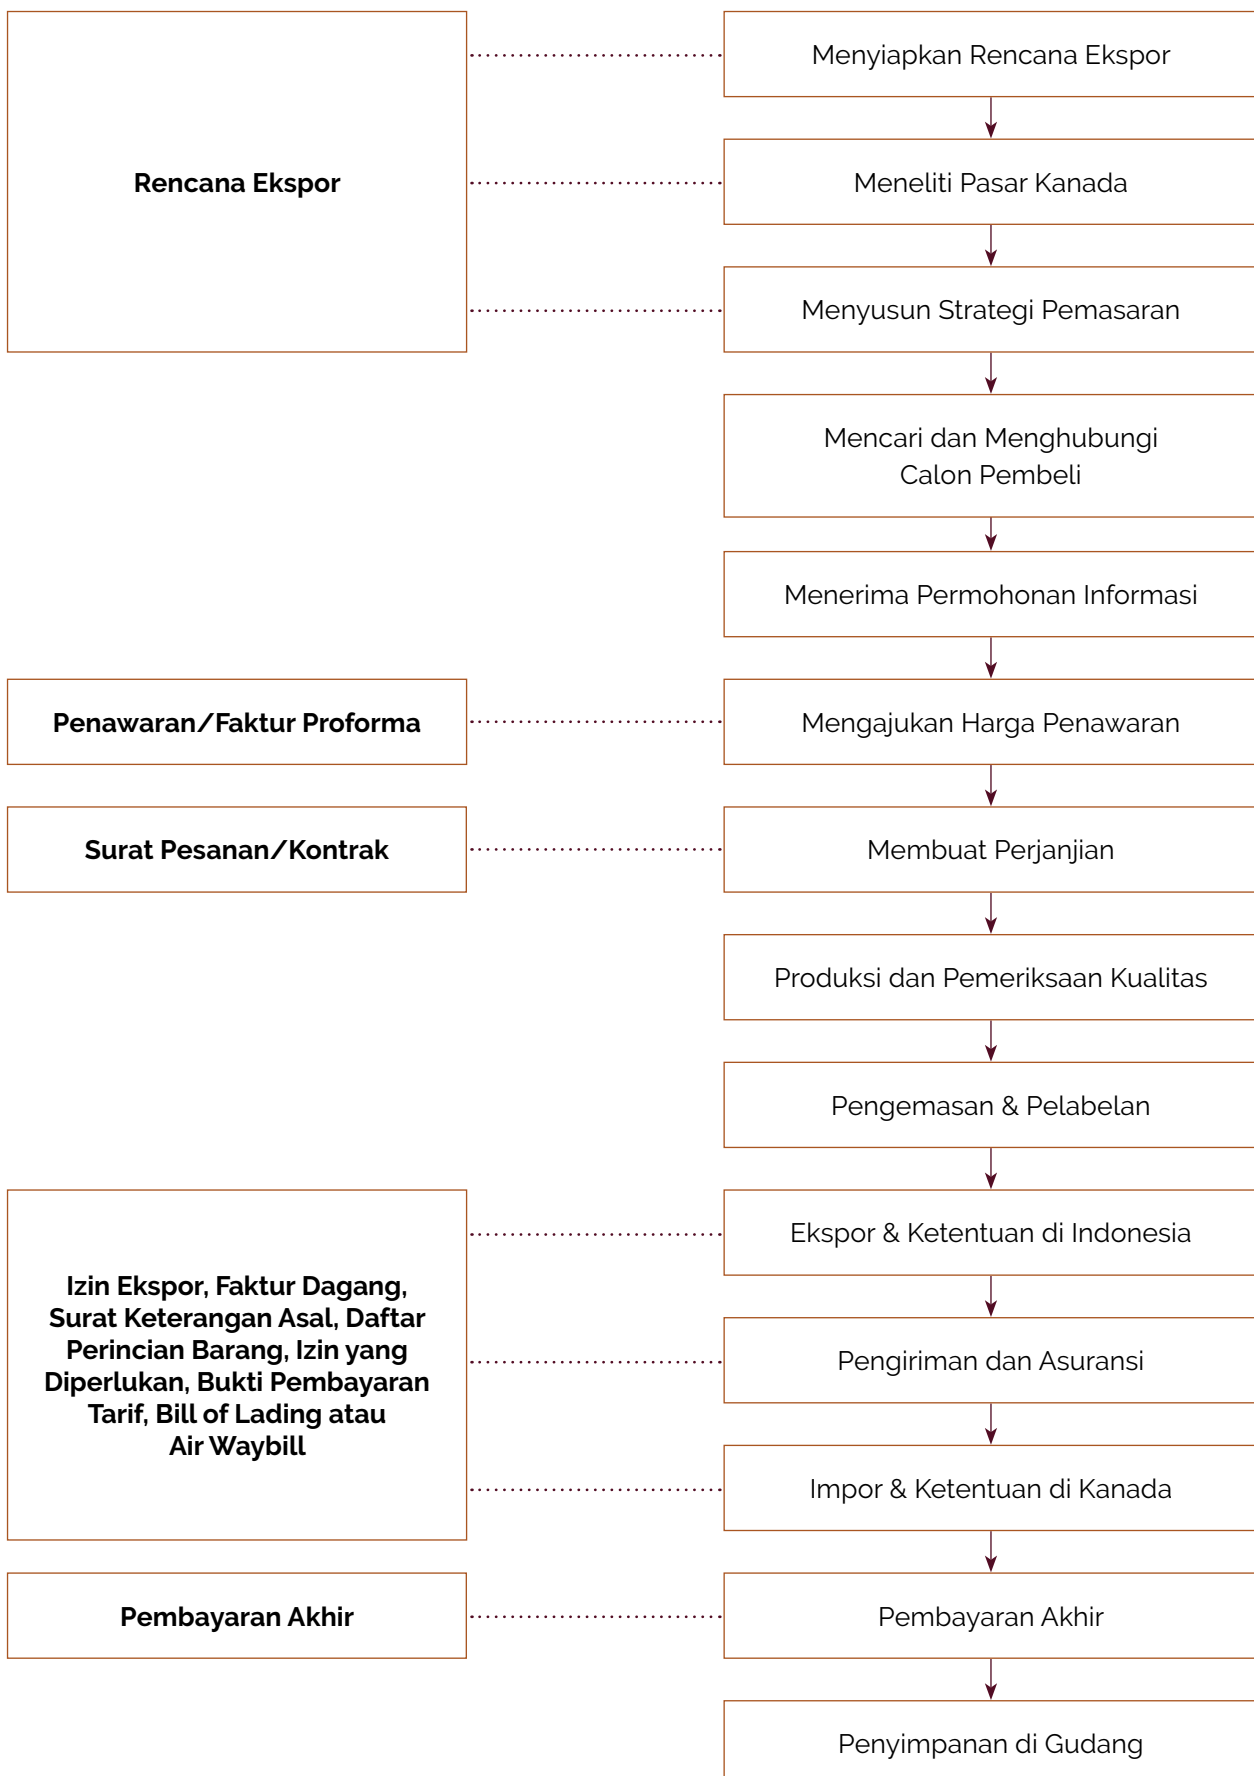 Menyiapkan Rencana Ekspor
Rencana Ekspor
Meneliti Pasar Kanada
Menyusun Strategi Pemasaran
Mencari dan Menghubungi
Calon Pembeli
Menerima Permohonan Informasi
Penawaran/Faktur Proforma
Mengajukan Harga Penawaran
Surat Pesanan/Kontrak
Membuat Perjanjian
Produksi dan Pemeriksaan Kualitas
Pengemasan & Pelabelan
Ekspor & Ketentuan di Indonesia
Izin Ekspor, Faktur Dagang,
Surat Keterangan Asal, Daftar
Perincian Barang, Izin yang
Diperlukan, Bukti Pembayaran
Tarif, Bill of Lading atau
Air Waybill
Pengiriman dan Asuransi
Impor & Ketentuan di Kanada
Pembayaran Akhir
Pembayaran Akhir
Penyimpanan di Gudang